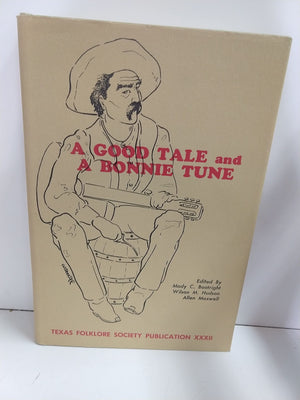 A GOOD TALE and
A BONNIE TUNE
Edited By
Mody C. Boatright
Wilson M. Hudson
Allen Maxwell
TEXAS FOLKLORE SOCIETY PUBLICATION XXXII